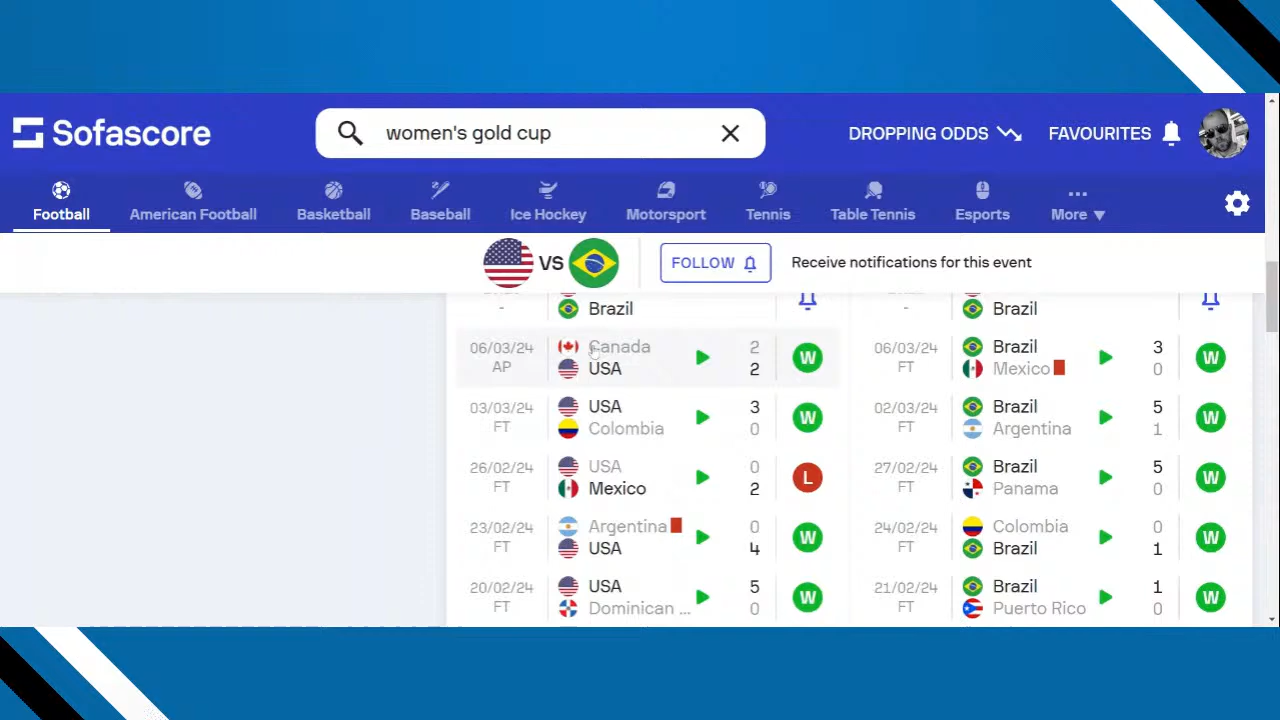 Sofascore
women's gold cup
DROPPING ODDS
FAVOURITES
Football
American Football
Basketball
Baseball
Ice Hockey
Motorsport
Tennis
Table Tennis
Esports
More
VS
FOLLOW
Receive notifications for this event
-
Brazil
06/03/24 Canada 2
AP USA 2
W
03/03/24 USA 3
FT Colombia 0
W
26/02/24 USA 0
FT Mexico 2
L
23/02/24 Argentina 0
FT USA 4
W
20/02/24 USA 5
FT Dominican ... 0
W
-
Brazil
06/03/24 Brazil 3
FT Mexico 0
W
02/03/24 Brazil 5
FT Argentina 1
W
27/02/24 Brazil 5
FT Panama 0
W
24/02/24 Colombia 0
FT Brazil 1
W
21/02/24 Brazil 1
FT Puerto Rico 0
W